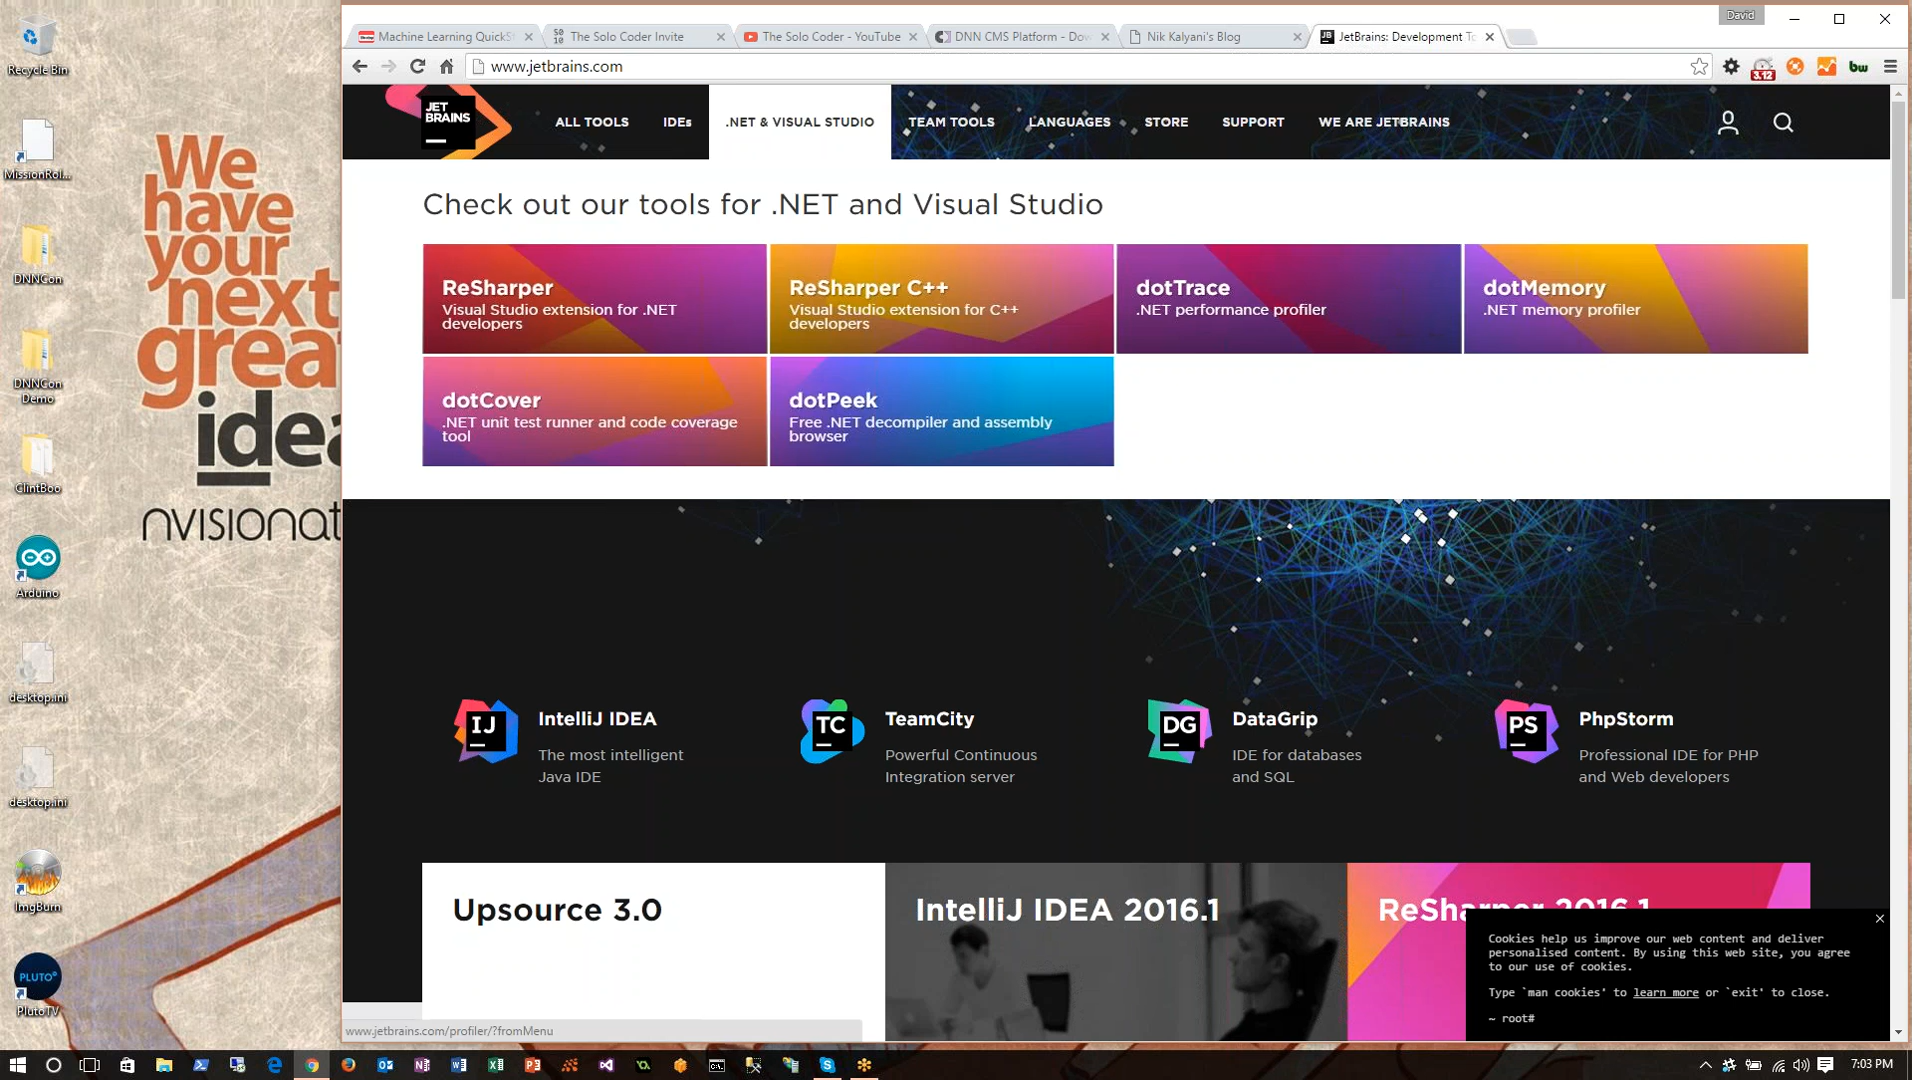 David
Machine Learning QuickSt
The Solo Coder Invite
The Solo Coder - YouTube
DNN CMS Platform - Dow
Nik Kalyani's Blog
JetBrains: Development To
www.jetbrains.com
3.12
bw
JET
BRAINS
ALL TOOLS
IDEs
.NET & VISUAL STUDIO
TEAM TOOLS
LANGUAGES
STORE
SUPPORT
WE ARE JETBRAINS
Check out our tools for .NET and Visual Studio
ReSharper
Visual Studio extension for .NET
developers
ReSharper C++
Visual Studio extension for C++
developers
dotTrace
.NET performance profiler
dotMemory
.NET memory profiler
dotCover
.NET unit test runner and code coverage
tool
dotPeek
Free .NET decompiler and assembly
browser
IJ
IntelliJ IDEA
The most intelligent
Java IDE
TC
TeamCity
Powerful Continuous
Integration server
DG
DataGrip
IDE for databases
and SQL
PS
PhpStorm
Professional IDE for PHP
and Web developers
Upsource 3.0
IntelliJ IDEA 2016.1
ReSharper 2016.1
Cookies help us improve our web content and deliver
personalised content. By using this web site, you agree
to our use of cookies.
Type `man cookies' to learn more or `exit' to close.
~ root#
www.jetbrains.com/profiler/?fromMenu
Recycle Bin
MissionRol...
DNNCon
DNNCon
Demo
ClintBoo
Arduino
desktop.ini
desktop.ini
ImgBurn
PLUTO
PlutoTV
We
have
your
next
grea
idea
nvisionat
7:03 PM